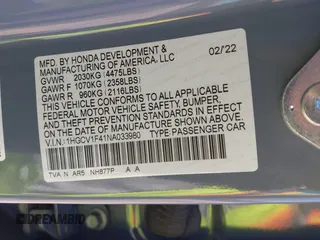 MFD. BY HONDA DEVELOPMENT &
MANUFACTURING OF AMERICA, LLC 02/22
GVWR 2030KG (4475LBS)
GAWR F 1070KG (2358LBS)
GAWR R 960KG (2116LBS)
THIS VEHICLE CONFORMS TO ALL APPLICABLE
FEDERAL MOTOR VEHICLE SAFETY, BUMPER,
AND THEFT PREVENTION STANDARDS IN EFFECT
ON THE DATE OF MANUFACTURE SHOWN ABOVE.
V.I.N.: 1HGCV1F41NA033980 TYPE: PASSENGER CAR
TVA N AR5 NH877P A A
DREAMBID